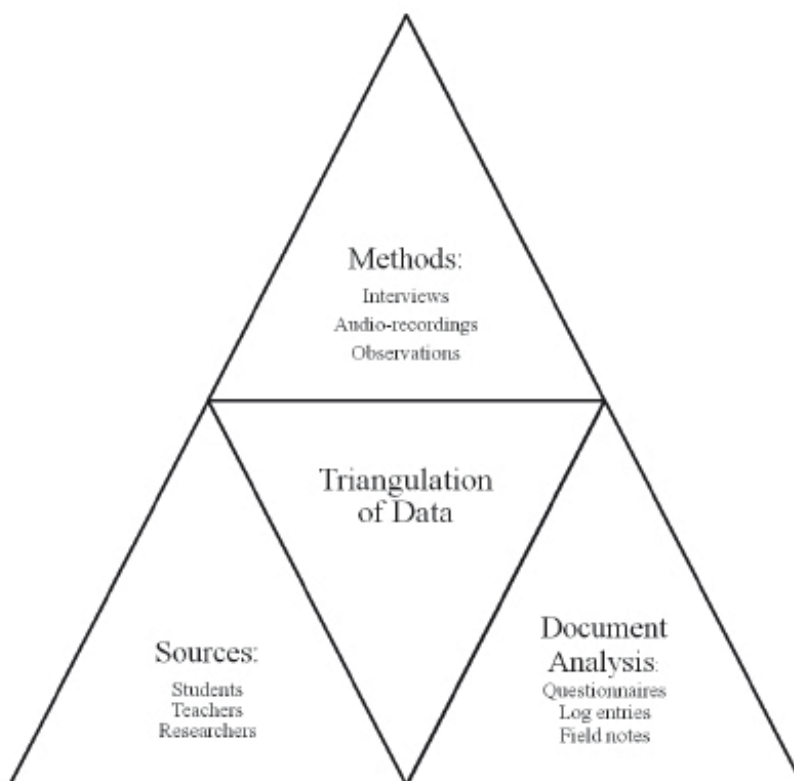 Methods:
Interviews
Audio-recordings
Observations
Triangulation
of Data
Sources:
Students
Teachers
Researchers
Document
Analysis:
Questionnaires
Log entries
Field notes